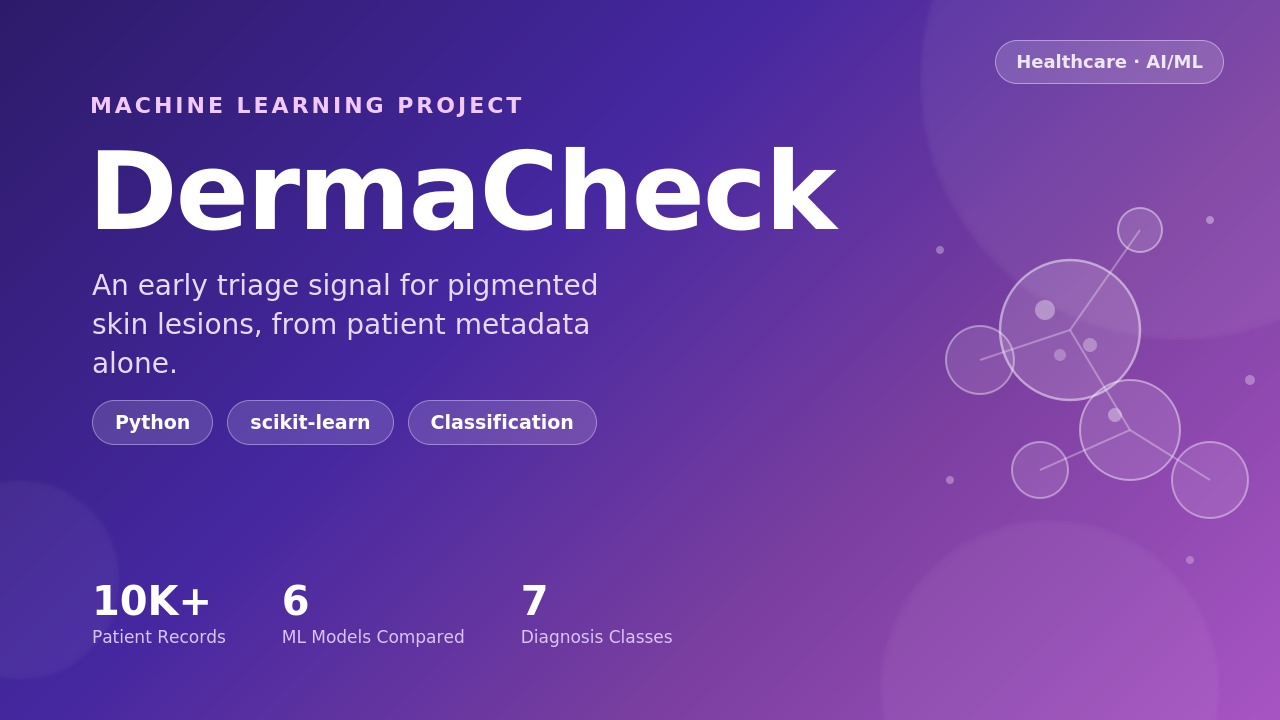 Healthcare · AI/ML
MACHINE LEARNING PROJECT
DermaCheck
An early triage signal for pigmented
skin lesions, from patient metadata
alone.
Python
scikit-learn
Classification
10K+
Patient Records
6
ML Models Compared
7
Diagnosis Classes